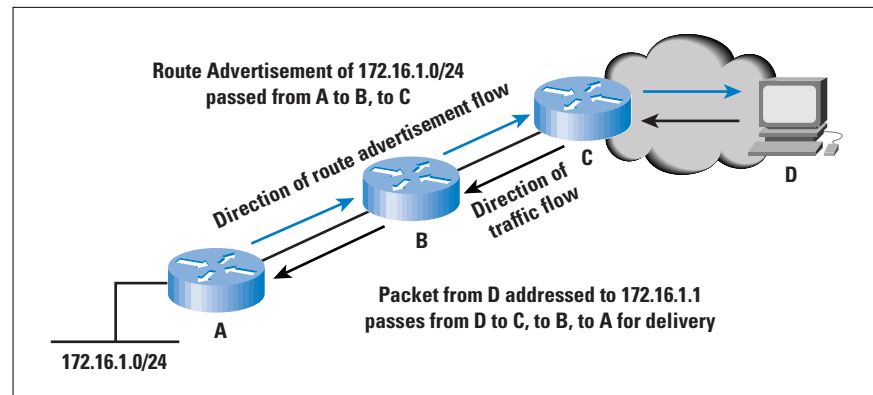 Route Advertisement of 172.16.1.0/24
passed from A to B, to C
Direction of route advertisement flow
C
D
Direction of
traffic flow
B
Packet from D addressed to 172.16.1.1
passes from D to C, to B, to A for delivery
A
172.16.1.0/24